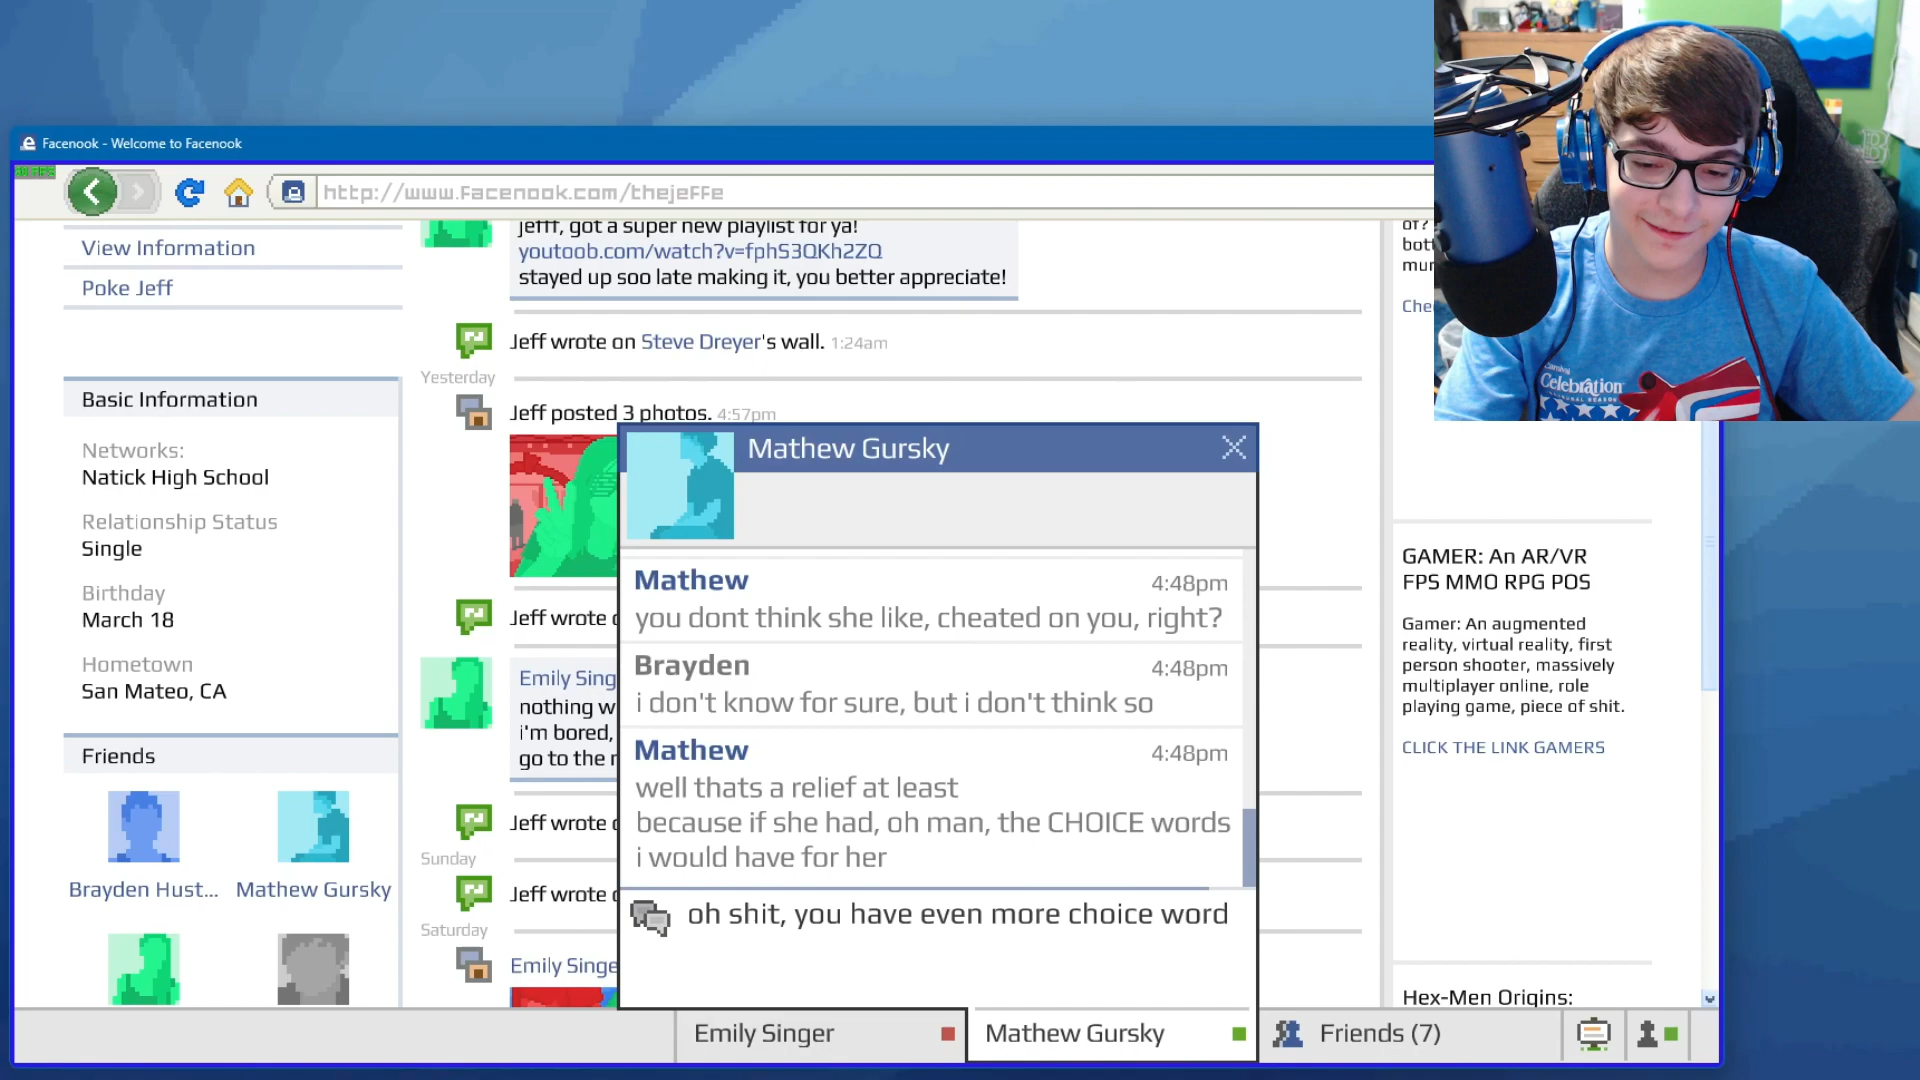 Facenook - Welcome to Facenook
http://www.facenook.com/thejeffe
View Information
Poke Jeff
Basic Information
Networks:
Natick High School
Relationship Status
Single
Birthday
March 18
Hometown
San Mateo, CA
Friends
Brayden Hust...
Mathew Gursky
jefff, got a super new playlist for ya!
youtoob.com/watch?v=fphS3QKh2ZQ
stayed up soo late making it, you better appreciate!
Jeff wrote on Steve Dreyer's wall. 1:24am
Yesterday
Jeff posted 3 photos. 4:57pm
Jeff wrote
Emily Sing
nothing w
i'm bored,
go to the
Jeff wrote
Sunday
Jeff wrote
Saturday
Emily Singe
Mathew Gursky
Mathew 4:48pm
you dont think she like, cheated on you, right?
Brayden 4:48pm
i don't know for sure, but i don't think so
Mathew 4:48pm
well thats a relief at least
because if she had, oh man, the CHOICE words
i would have for her
oh shit, you have even more choice word
of?
bot
mur
Che
GAMER: An AR/VR
FPS MMO RPG POS
Gamer: An augmented
reality, virtual reality, first
person shooter, massively
multiplayer online, role
playing game, piece of shit.
CLICK THE LINK GAMERS
Hex-Men Origins:
Emily Singer
Mathew Gursky
Friends (7)
Carnival
Celebration
INAUGURAL SEASON